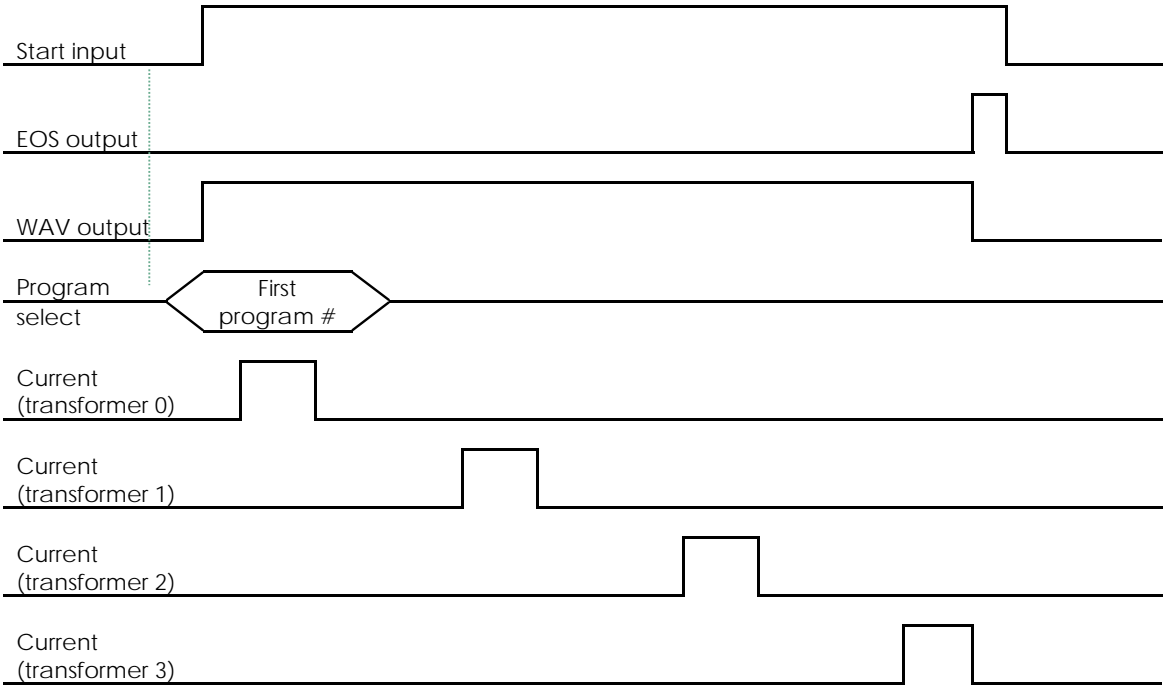 Start input
EOS output
WAV output
Program
select
First
program #
Current
(transformer 0)
Current
(transformer 1)
Current
(transformer 2)
Current
(transformer 3)